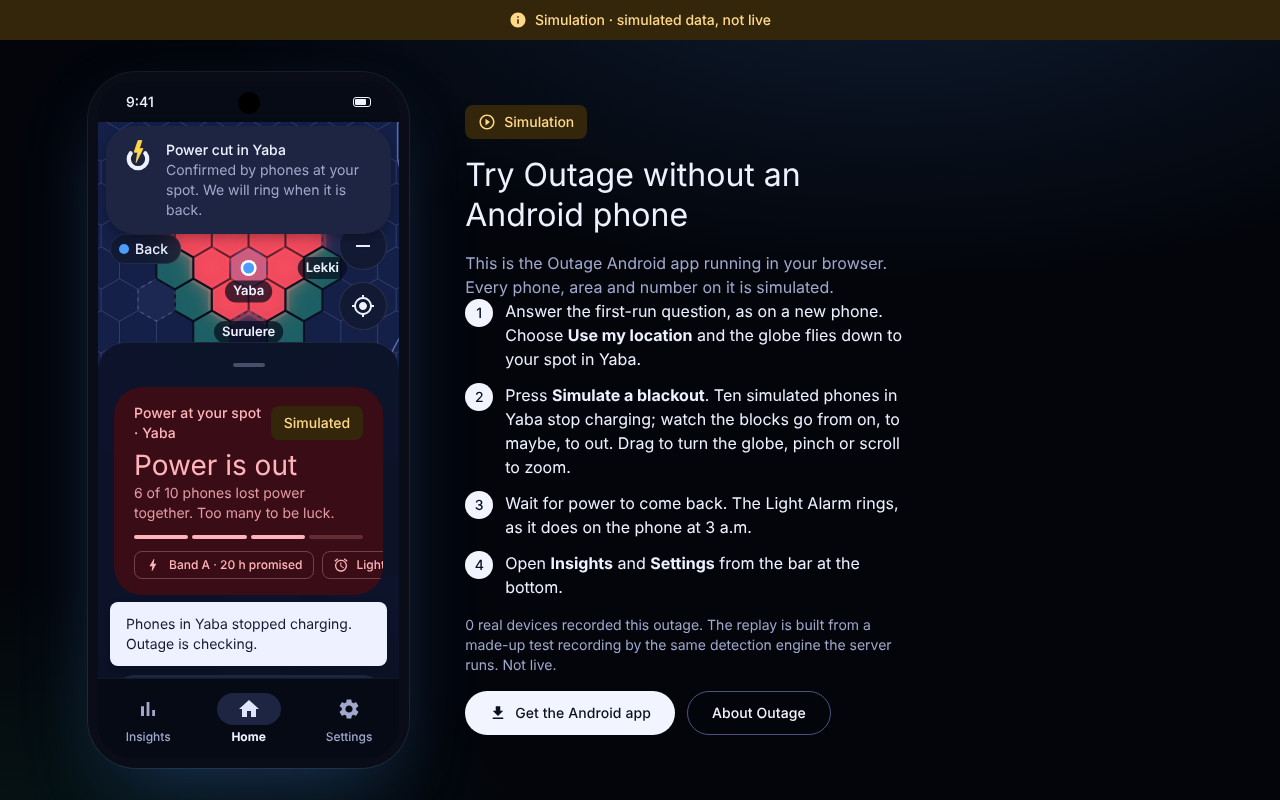 Simulation · simulated data, not live
9:41
Power cut in Yaba
Confirmed by phones at your
spot. We will ring when it is
back.
Back
Lekki
Yaba
Surulere
Power at your spot
· Yaba
Simulated
Power is out
6 of 10 phones lost power
together. Too many to be luck.
Band A · 20 h promised
Light
Phones in Yaba stopped charging.
Outage is checking.
Insights
Home
Settings
Simulation
Try Outage without an
Android phone
This is the Outage Android app running in your browser.
Every phone, area and number on it is simulated.
1 Answer the first-run question, as on a new phone.
Choose Use my location and the globe flies down to
your spot in Yaba.
2 Press Simulate a blackout. Ten simulated phones in
Yaba stop charging; watch the blocks go from on, to
maybe, to out. Drag to turn the globe, pinch or scroll
to zoom.
3 Wait for power to come back. The Light Alarm rings,
as it does on the phone at 3 a.m.
4 Open Insights and Settings from the bar at the
bottom.
0 real devices recorded this outage. The replay is built from a
made-up test recording by the same detection engine the server
runs. Not live.
Get the Android app
About Outage